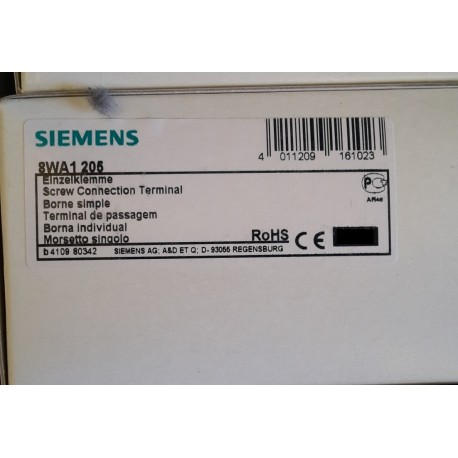 SIEMENS
4 011209 161023
8WA1 205
Einzelklemme
Screw Connection Terminal
Borne simple
Terminal de passagem
Borna individual
Morsetto singolo
RoHS CE
b 4109 80342 SIEMENS AG; A&D ET Q; D- 93055 REGENSBURG